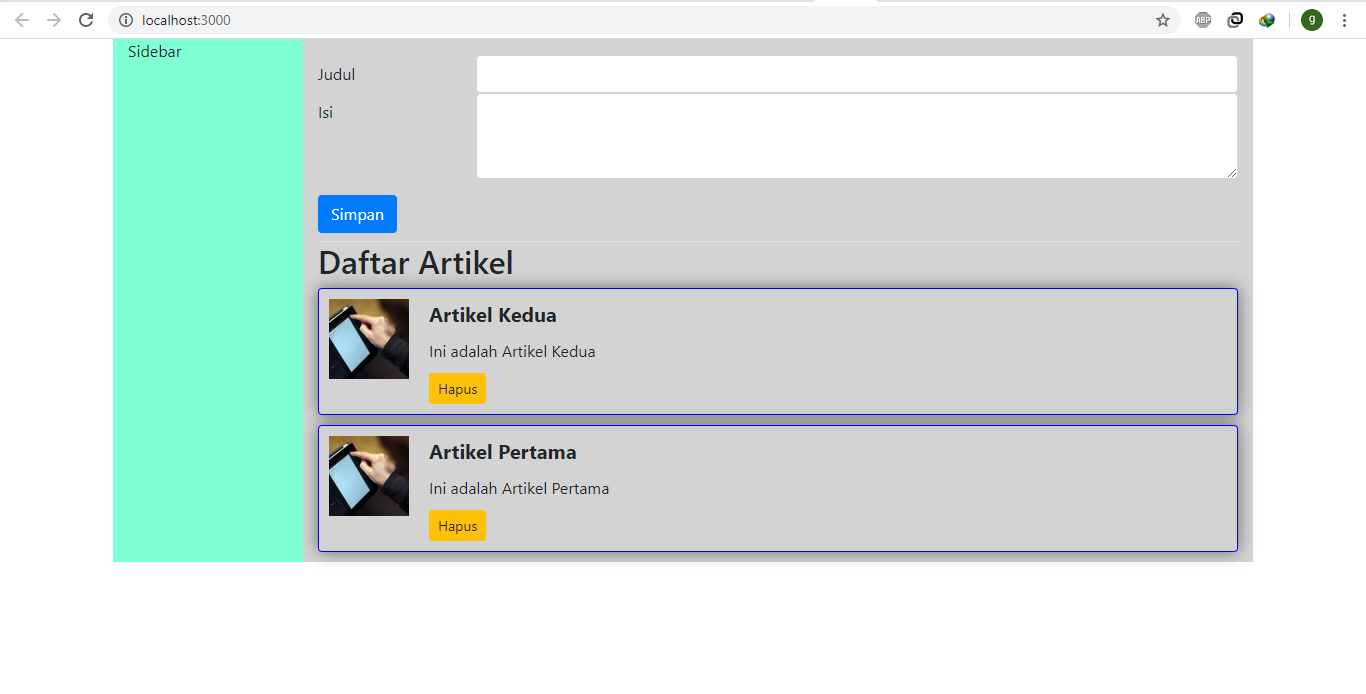 localhost:3000
ABP
g
Sidebar
Judul
Isi
Simpan
Daftar Artikel
Artikel Kedua
Ini adalah Artikel Kedua
Hapus
Artikel Pertama
Ini adalah Artikel Pertama
Hapus